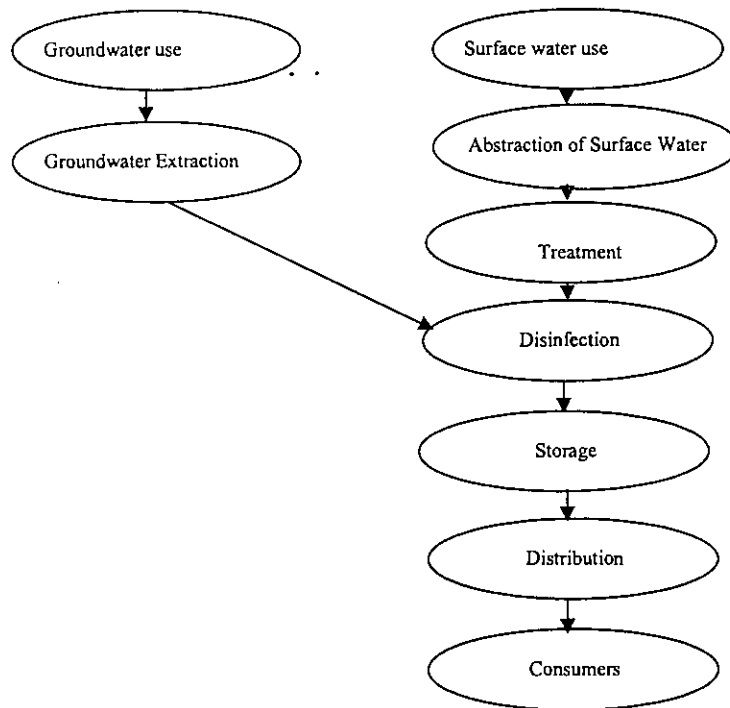 Groundwater use
Surface water use
Groundwater Extraction
Abstraction of Surface Water
Treatment
Disinfection
Storage
Distribution
Consumers